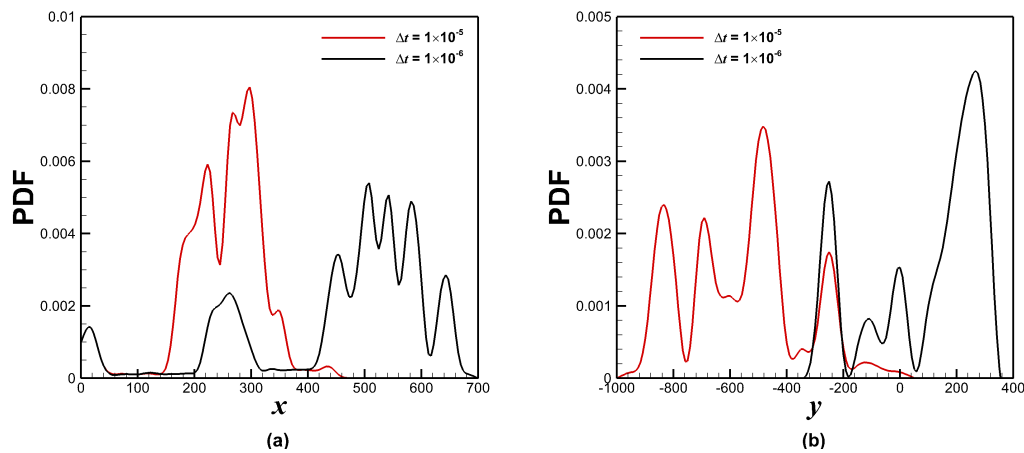 0.01
0.008
0.006
0.004
0.002
0
PDF
Δt = 1×10⁻⁵
Δt = 1×10⁻⁶
0 100 200 300 400 500 600 700
x
(a)
0.005
0.004
0.003
0.002
0.001
0
PDF
Δt = 1×10⁻⁵
Δt = 1×10⁻⁶
-1000 -800 -600 -400 -200 0 200 400
y
(b)